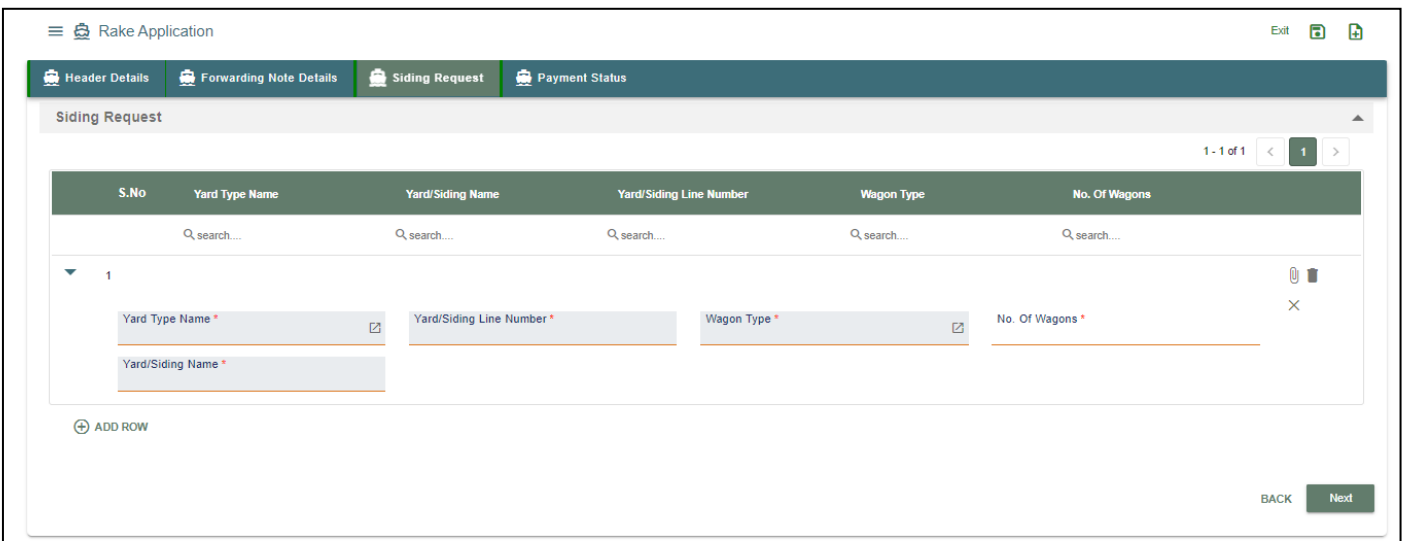 Rake Application
Exit
Header Details Forwarding Note Details Siding Request Payment Status
Siding Request
1 - 1 of 1 < 1 >
S.No Yard Type Name Yard/Siding Name Yard/Siding Line Number Wagon Type No. Of Wagons
search.... search.... search.... search.... search....
1
Yard Type Name * Yard/Siding Line Number * Wagon Type * No. Of Wagons *
Yard/Siding Name *
ADD ROW
BACK Next